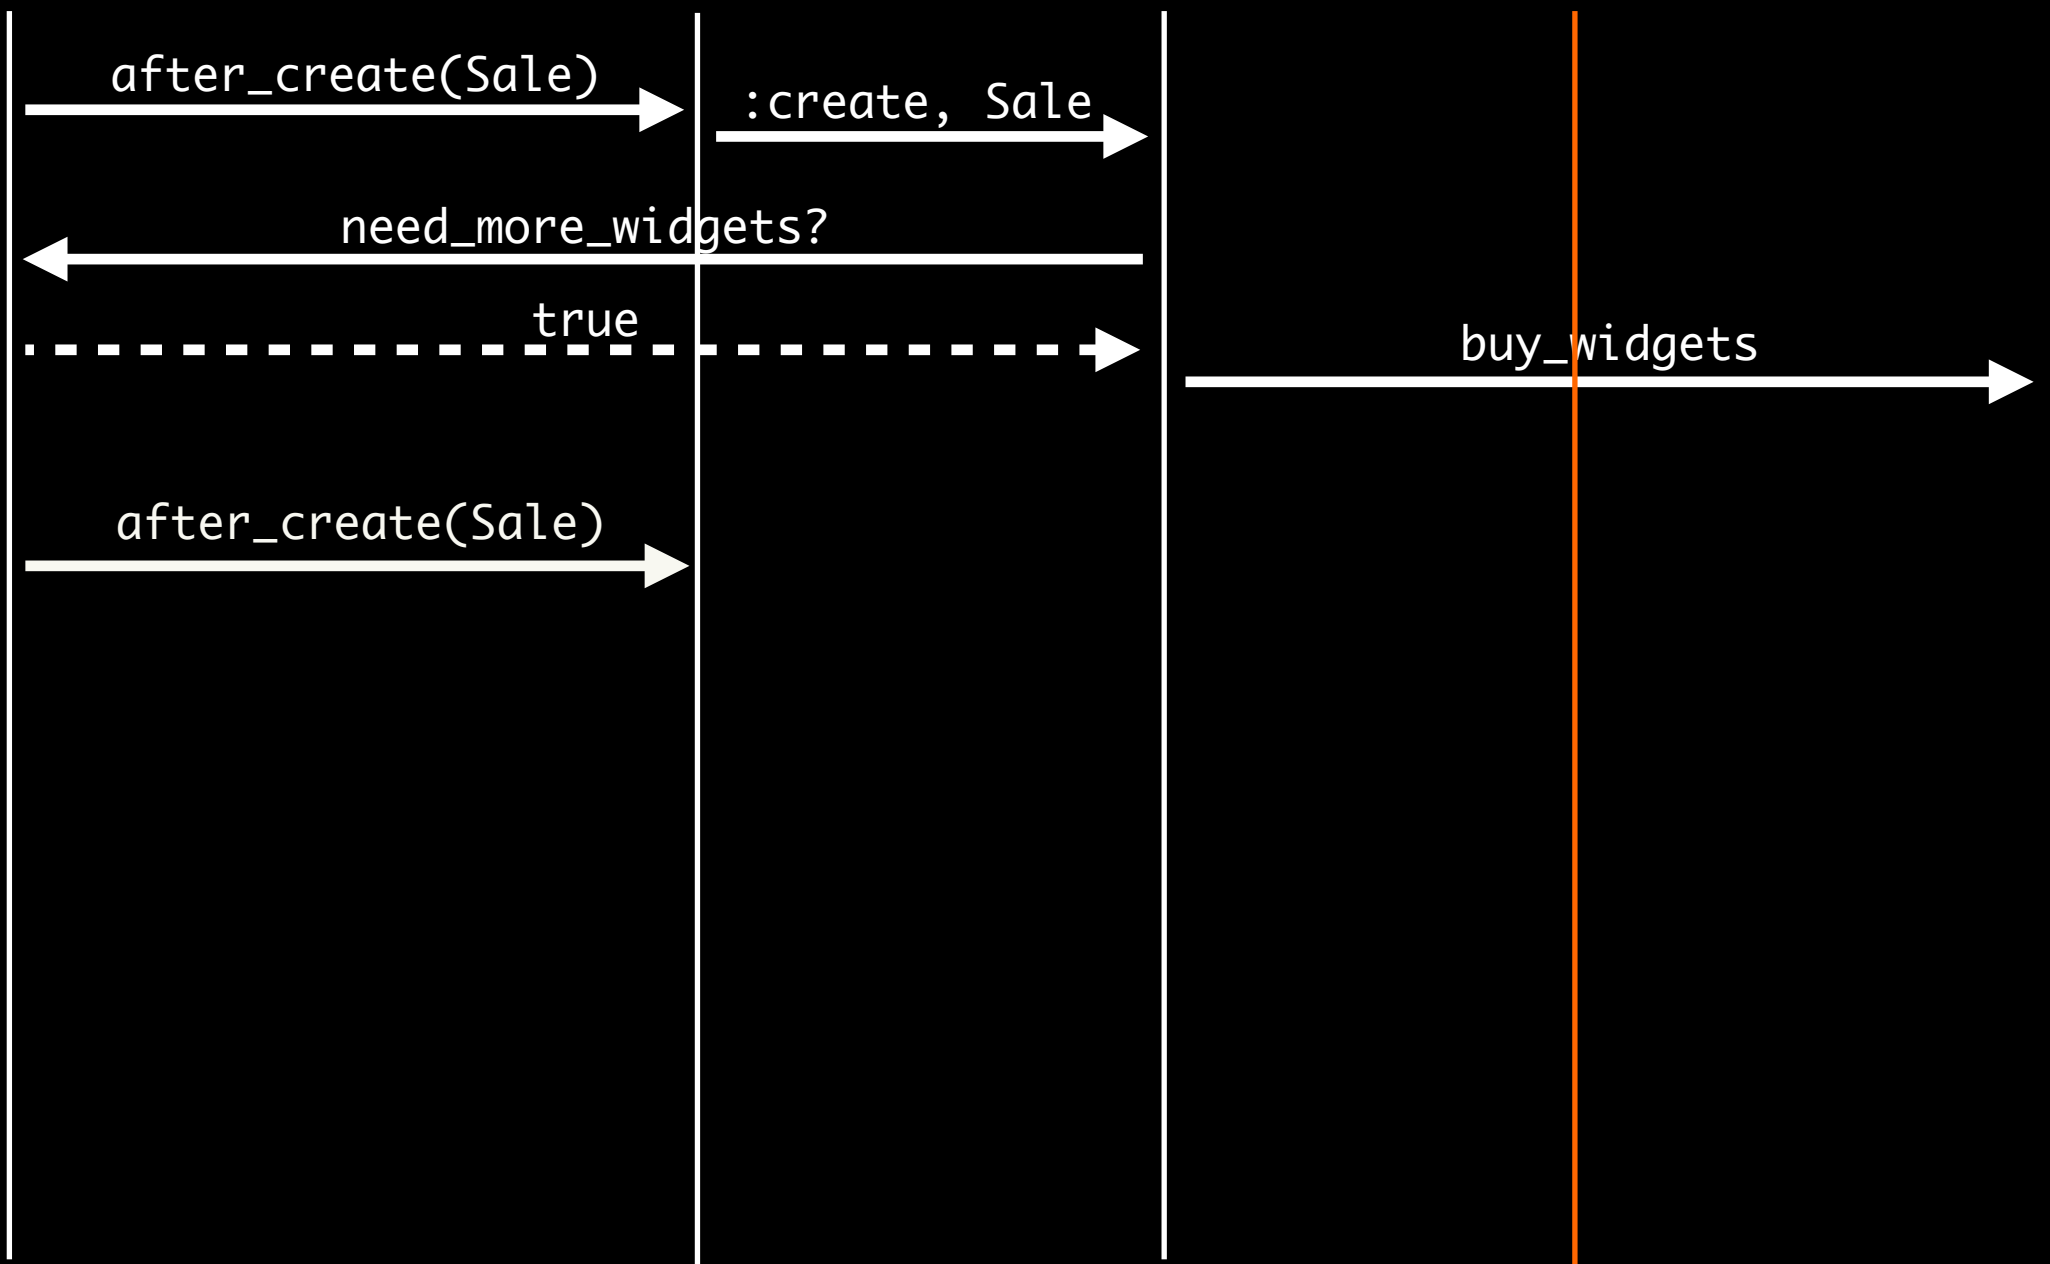 after_create(Sale)
:create, Sale
need_more_widgets?
true
buy_widgets
after_create(Sale)